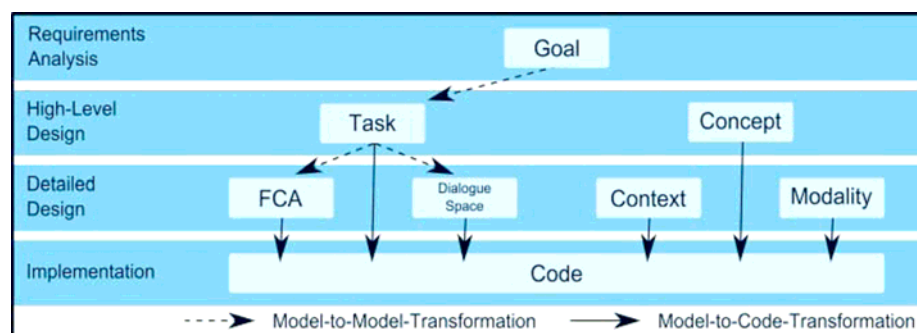 Requirements
Analysis
Goal
High-Level
Design
Task
Concept
Detailed
Design
FCA
Dialogue
Space
Context
Modality
Implementation
Code
Model-to-Model-Transformation
Model-to-Code-Transformation